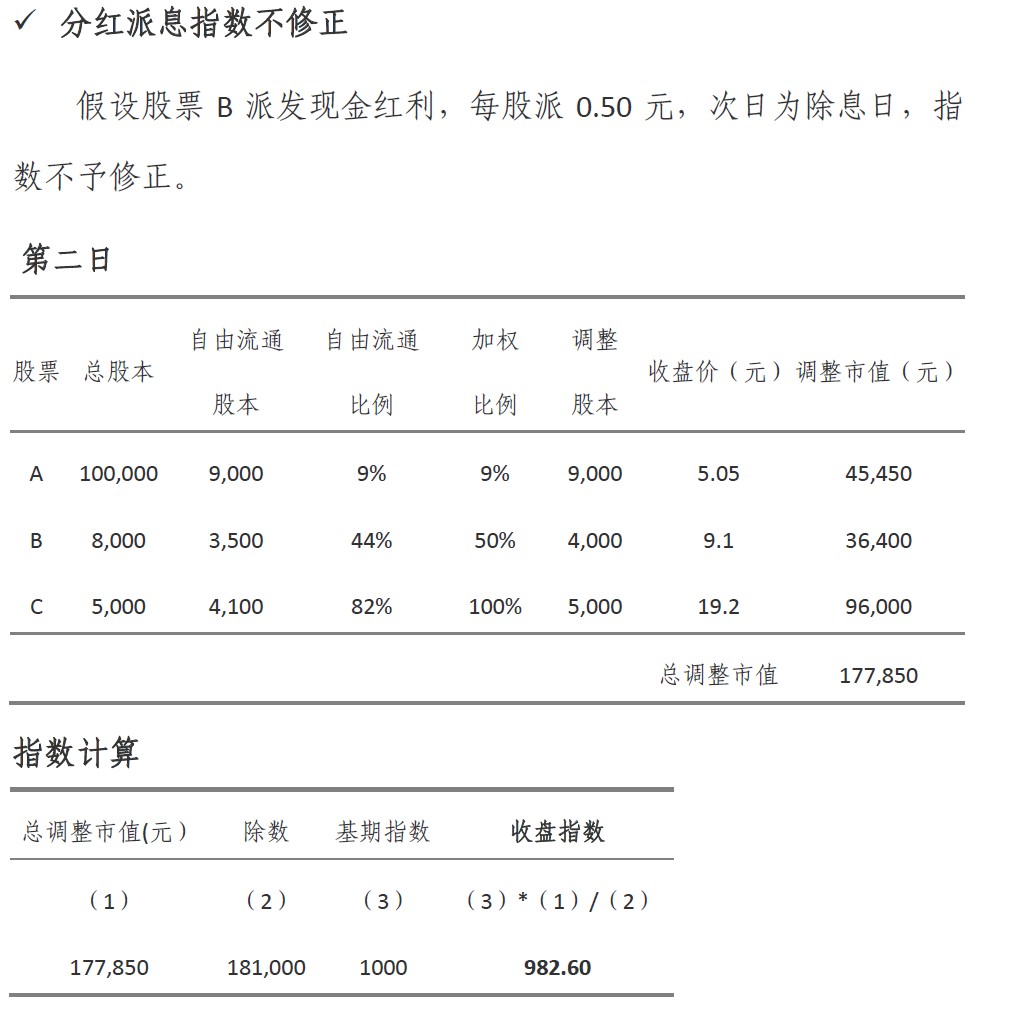 ✓ 分红派息指数不修正
假设股票 B 派发现金红利，每股派 0.50 元，次日为除息日，指
数不予修正。
第二日
股票 总股本 自由流通股本 自由流通比例 加权比例 调整股本 收盘价（元） 调整市值（元）
A 100,000 9,000 9% 9% 9,000 5.05 45,450
B 8,000 3,500 44% 50% 4,000 9.1 36,400
C 5,000 4,100 82% 100% 5,000 19.2 96,000
总调整市值 177,850
指数计算
总调整市值(元） 除数 基期指数 收盘指数
（1） （2） （3） （3）*（1）/（2）
177,850 181,000 1000 982.60